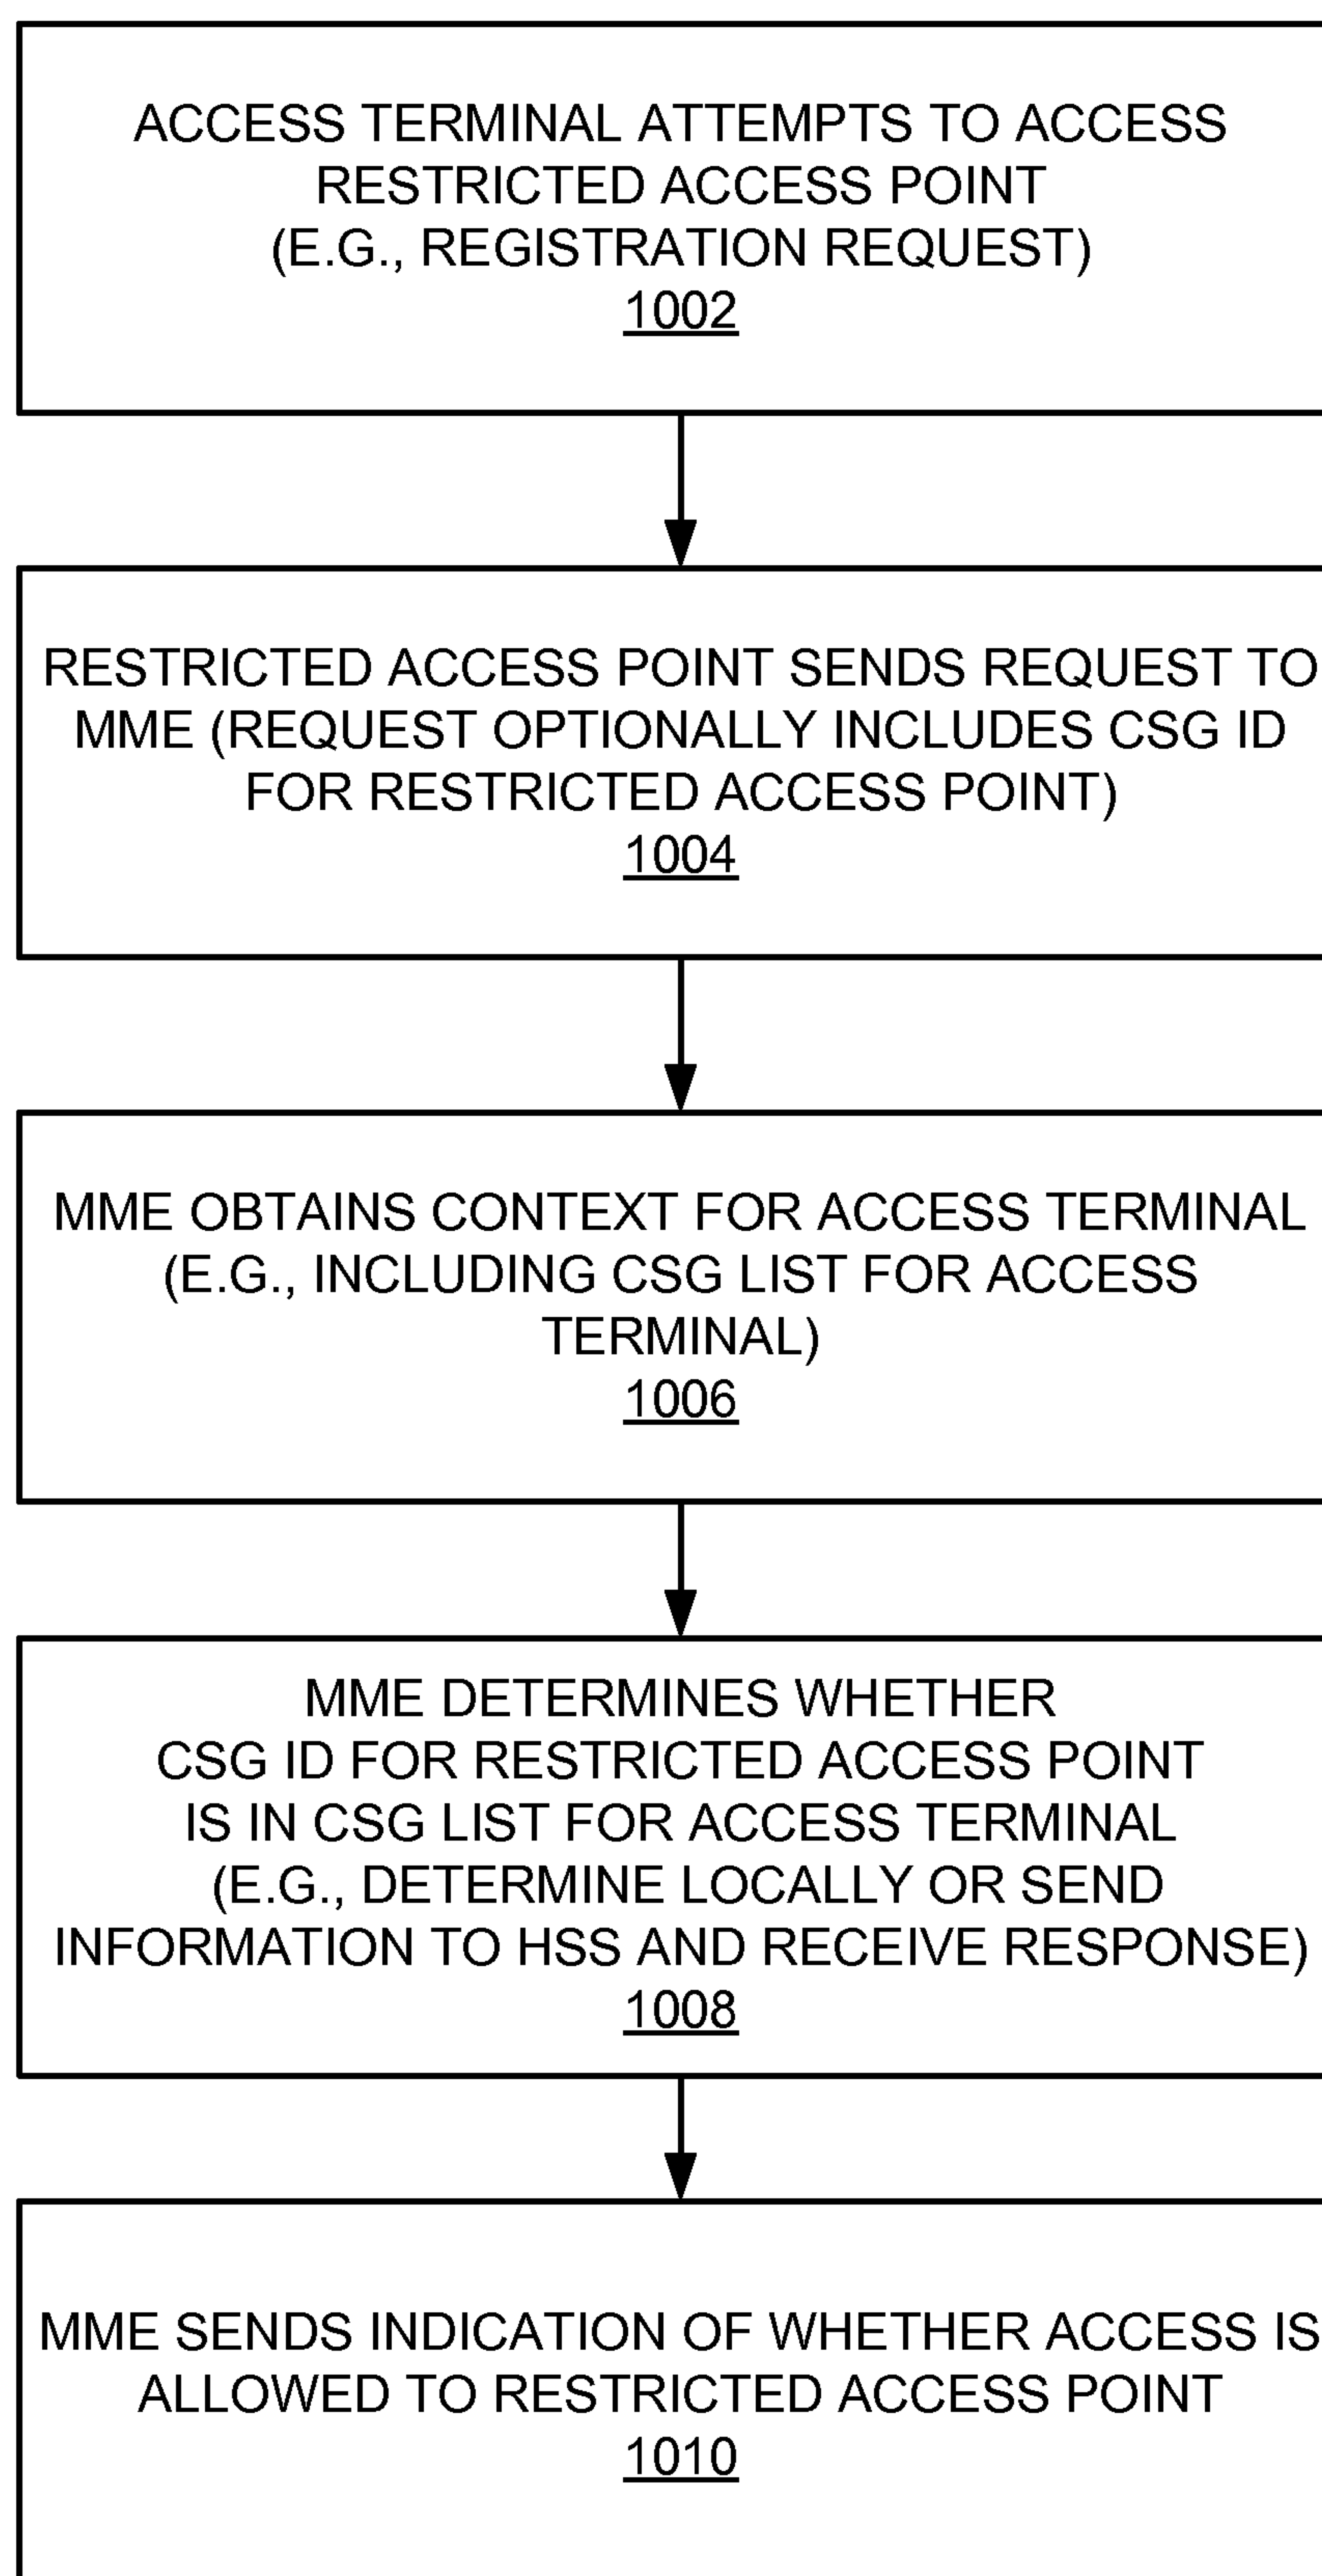 ACCESS TERMINAL ATTEMPTS TO ACCESS
RESTRICTED ACCESS POINT
(E.G., REGISTRATION REQUEST)
1002
RESTRICTED ACCESS POINT SENDS REQUEST TO
MME (REQUEST OPTIONALLY INCLUDES CSG ID
FOR RESTRICTED ACCESS POINT)
1004
MME OBTAINS CONTEXT FOR ACCESS TERMINAL
(E.G., INCLUDING CSG LIST FOR ACCESS
TERMINAL)
1006
MME DETERMINES WHETHER
CSG ID FOR RESTRICTED ACCESS POINT
IS IN CSG LIST FOR ACCESS TERMINAL
(E.G., DETERMINE LOCALLY OR SEND
INFORMATION TO HSS AND RECEIVE RESPONSE)
1008
MME SENDS INDICATION OF WHETHER ACCESS IS
ALLOWED TO RESTRICTED ACCESS POINT
1010